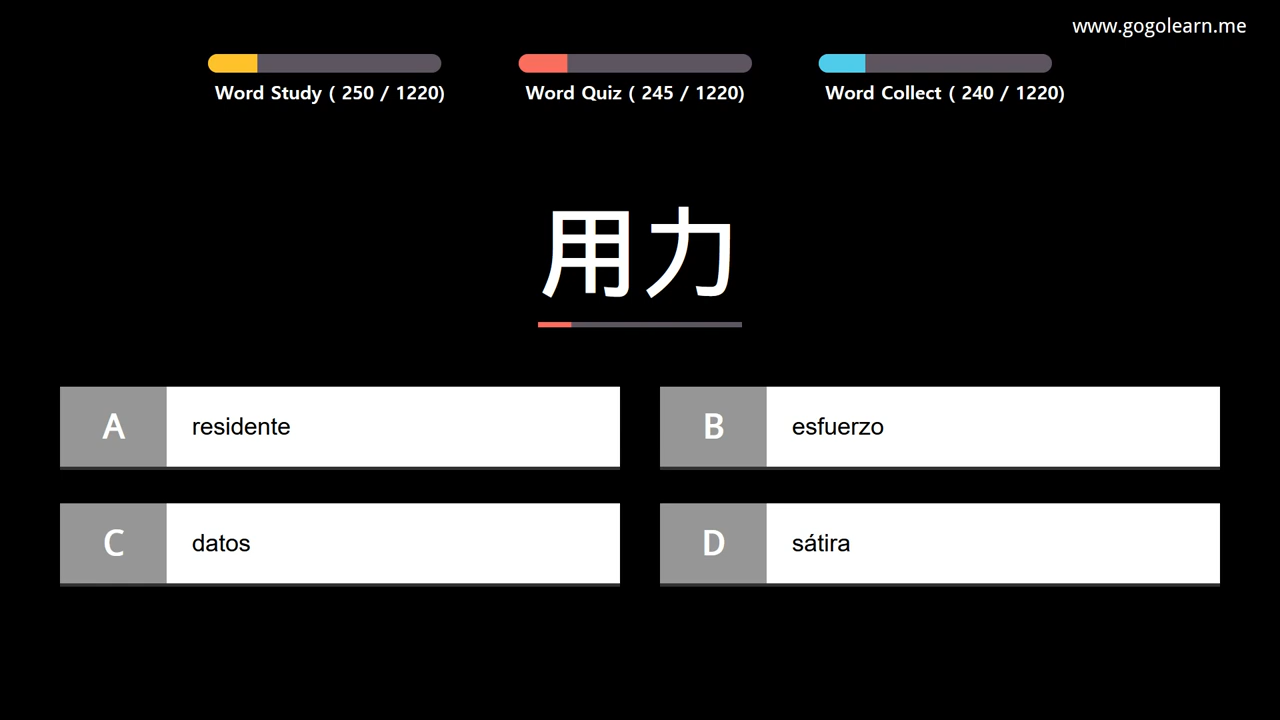 www.gogolearn.me
Word Study ( 250 / 1220)
Word Quiz ( 245 / 1220)
Word Collect ( 240 / 1220)
用力
A residente
B esfuerzo
C datos
D sátira